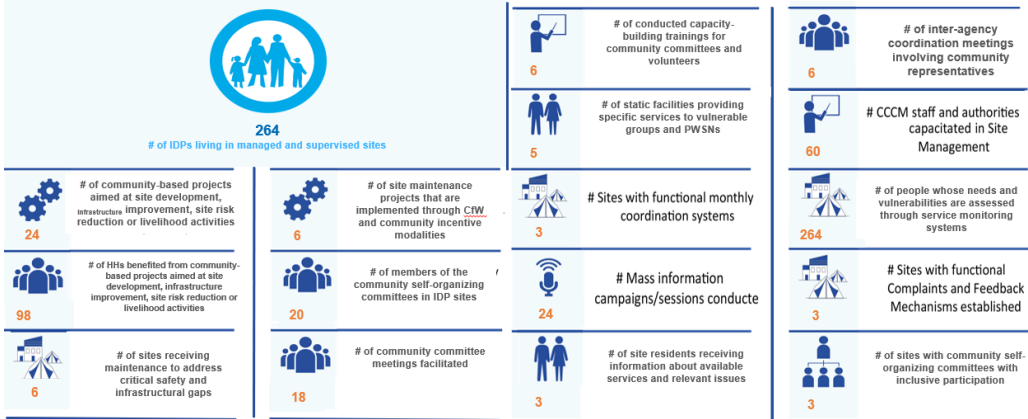 264
# of IDPs living in managed and supervised sites
# of community-based projects
aimed at site development,
infrastructure improvement, site risk
reduction or livelihood activities
24
# of HHs benefited from community-
based projects aimed at site
development, infrastructure
improvement, site risk reduction or
livelihood activities
98
# of sites receiving
maintenance to address
critical safety and
infrastructural gaps
6
# of site maintenance
projects that are
implemented through CfW
and community incentive
modalities
6
# of members of the
community self-organizing
committees in IDP sites
20
# of community committee
meetings facilitated
18
# of conducted capacity-
building trainings for
community committees and
volunteers
6
# of static facilities providing
specific services to vulnerable
groups and PWSNs
5
# Sites with functional monthly
coordination systems
3
# Mass information
campaigns/sessions conducte
24
# of site residents receiving
information about available
services and relevant issues
3
# of inter-agency
coordination meetings
involving community
representatives
6
# CCCM staff and authorities
capacitated in Site
Management
60
# of people whose needs and
vulnerabilities are assessed
through service monitoring
systems
264
# Sites with functional
Complaints and Feedback
Mechanisms established
3
# of sites with community self-
organizing committees with
inclusive participation
3